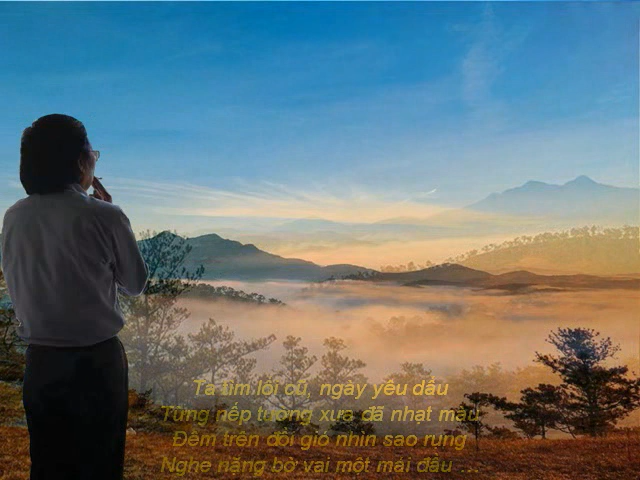 Ta tìm lối cũ, ngày yêu dấu
Từng nếp tường xưa đã nhạt màu
Đêm trên đồi gió nhìn sao rụng
Nghe nặng bờ vai một mái đầu ...